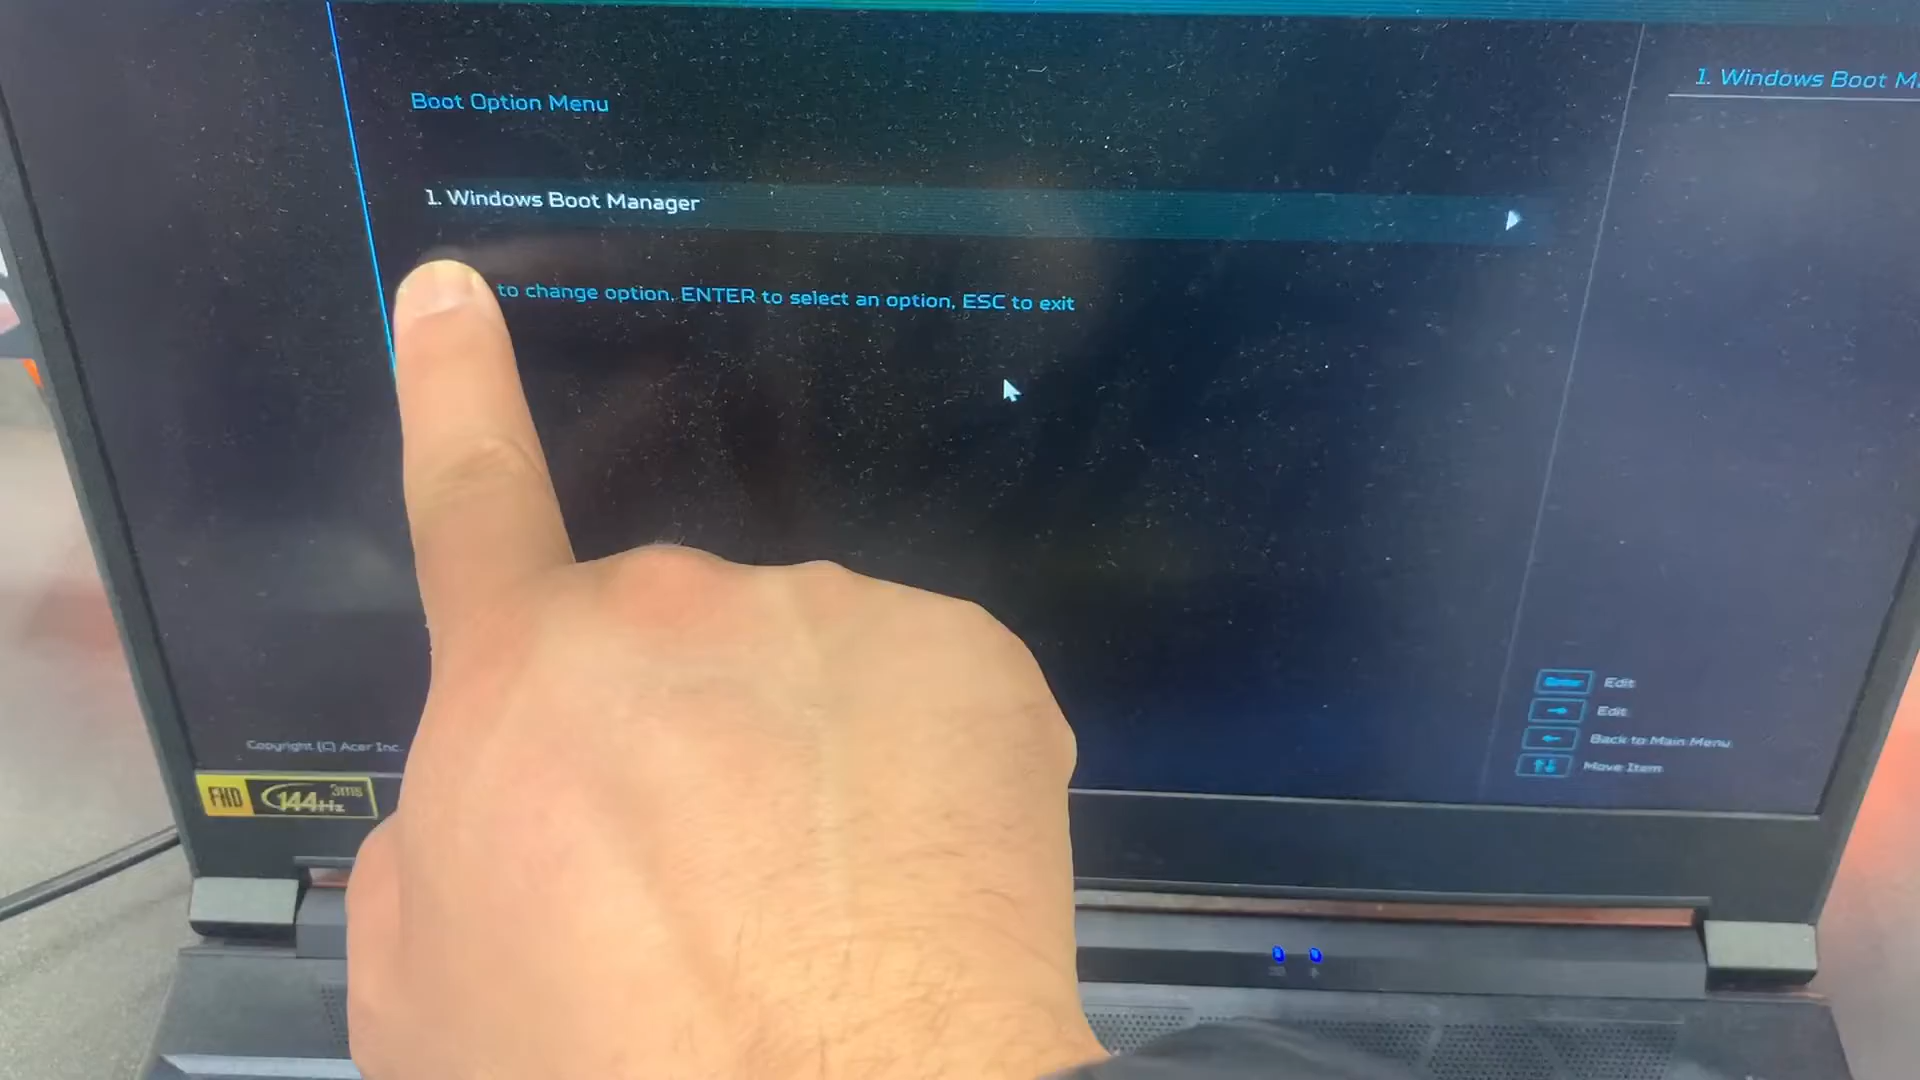 Boot Option Menu
1. Windows Boot M
1. Windows Boot Manager
to change option, ENTER to select an option, ESC to exit
Enter Edit
Edit
Back to Main Menu
Move Item
Copyright (C) Acer Inc.
FHD 144Hz 3ms